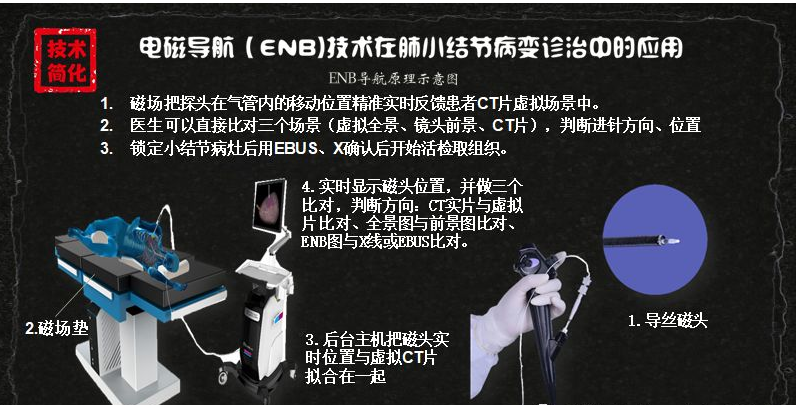 技术
简化
电磁导航（ENB)技术在肺小结节病变诊治中的应用
ENB导航原理示意图
1. 磁场把探头在气管内的移动位置精准实时反馈患者CT片虚拟场景中。
2. 医生可以直接比对三个场景（虚拟全景、镜头前景、CT片），判断进针方向、位置
3. 锁定小结节病灶后用EBUS、X确认后开始活检取组织。
4.实时显示磁头位置，并做三个
比对，判断方向：CT实片与虚拟
片比对、全景图与前景图比对、
ENB图与X线或EBUS比对。
2.磁场垫
3.后台主机把磁头实
时位置与虚拟CT片
拟合在一起
1.导丝磁头